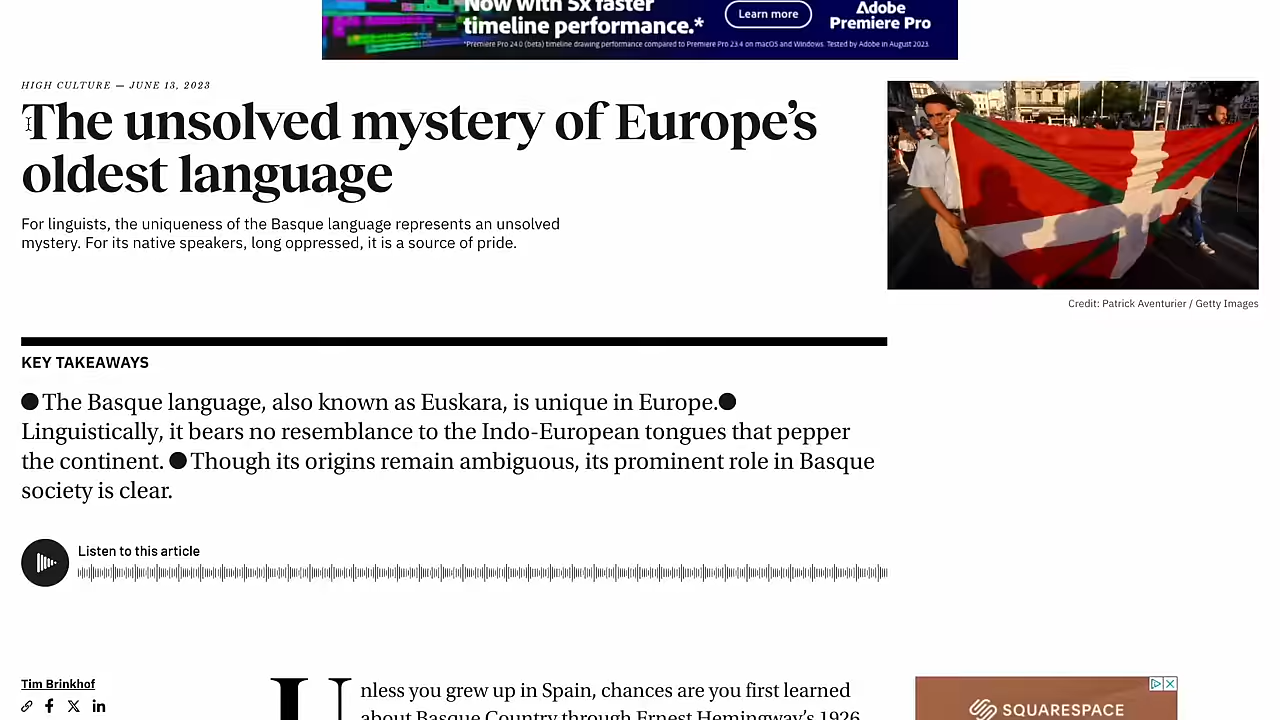 Now with 5x faster
timeline performance.*
*Premiere Pro 24.0 (beta) timeline drawing performance compared to Premiere Pro 23.4 on macOS and Windows. Tested by Adobe in August 2023.
Learn more
Adobe
Premiere Pro
HIGH CULTURE — JUNE 13, 2023
The unsolved mystery of Europe’s
oldest language
For linguists, the uniqueness of the Basque language represents an unsolved
mystery. For its native speakers, long oppressed, it is a source of pride.
Credit: Patrick Aventurier / Getty Images
KEY TAKEAWAYS
●The Basque language, also known as Euskara, is unique in Europe.●
Linguistically, it bears no resemblance to the Indo-European tongues that pepper
the continent. ●Though its origins remain ambiguous, its prominent role in Basque
society is clear.
Listen to this article
Tim Brinkhof
Unless you grew up in Spain, chances are you first learned
about Basque Country through Ernest Hemingway’s 1926
SQUARESPACE